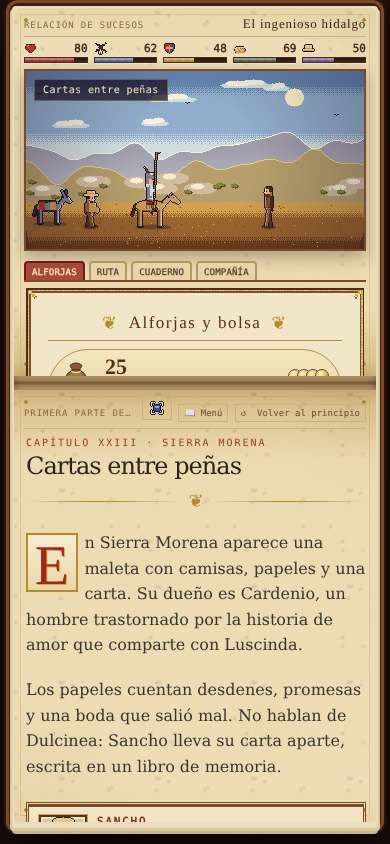 RELACIÓN DE SUCESOS
El ingenioso hidalgo
80 62 48 69 50
Cartas entre peñas
ALFORJAS RUTA CUADERNO COMPAÑÍA
Alforjas y bolsa
25
PRIMERA PARTE DE… Menú ↺ Volver al principio
CAPÍTULO XXIII · SIERRA MORENA
Cartas entre peñas
En Sierra Morena aparece una
maleta con camisas, papeles y una
carta. Su dueño es Cardenio, un
hombre trastornado por la historia de
amor que comparte con Luscinda.
Los papeles cuentan desdenes, promesas
y una boda que salió mal. No hablan de
Dulcinea: Sancho lleva su carta aparte,
escrita en un libro de memoria.
SANCHO